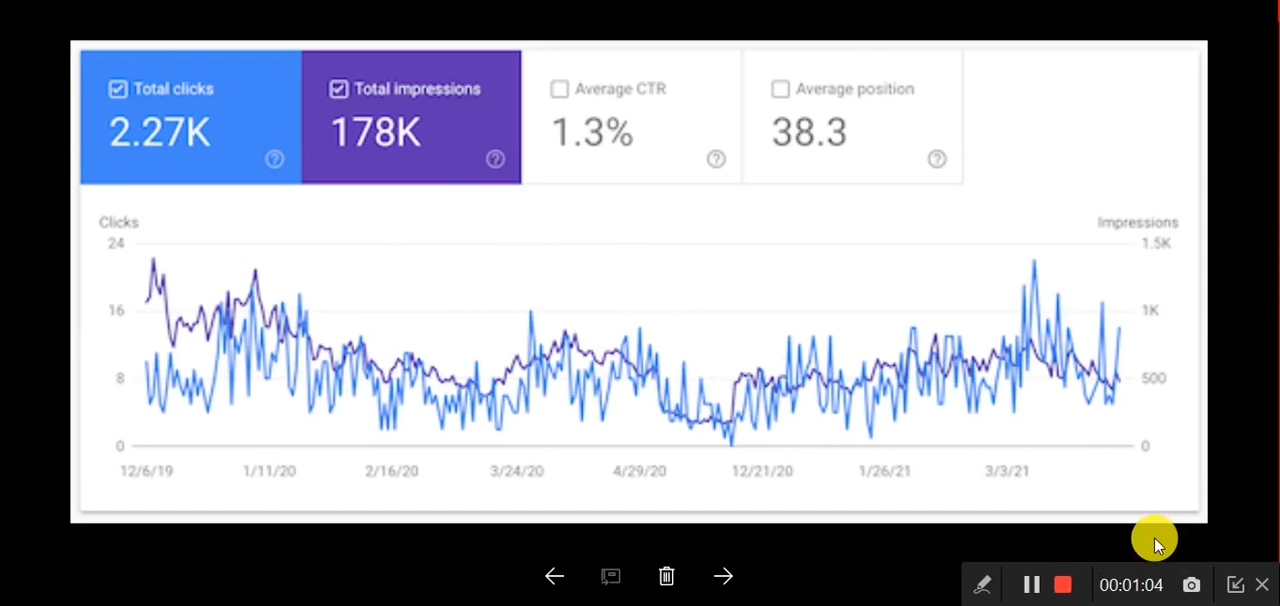 Total clicks Total impressions Average CTR Average position
2.27K 178K 1.3% 38.3
Clicks Impressions
24 1.5K
16 1K
8 500
0 0
12/6/19 1/11/20 2/16/20 3/24/20 4/29/20 12/21/20 1/26/21 3/3/21
00:01:04